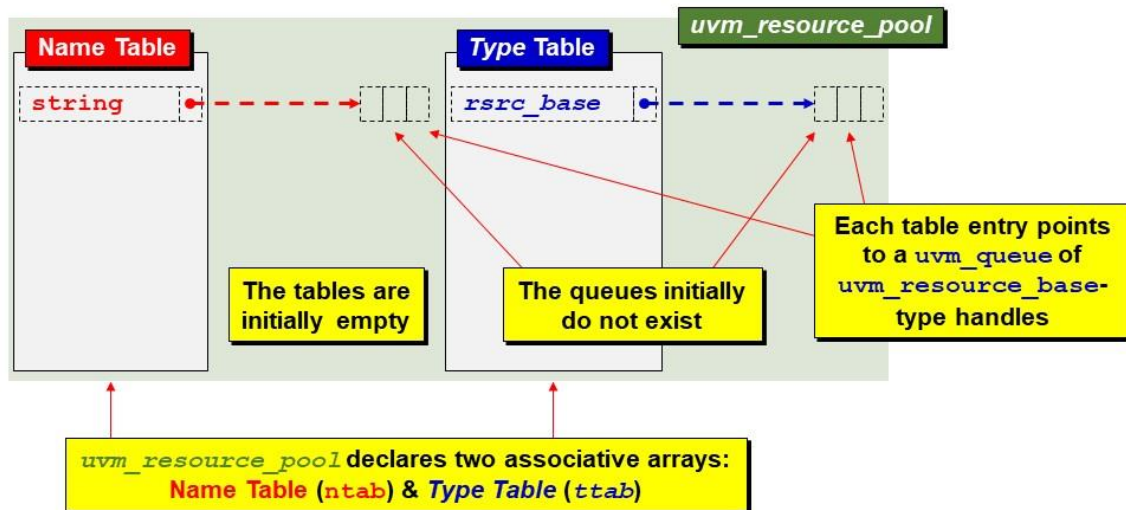 uvm_resource_pool
Name Table
Type Table
string
rsrc_base
The tables are
initially empty
The queues initially
do not exist
Each table entry points
to a uvm_queue of
uvm_resource_base-
type handles
uvm_resource_pool declares two associative arrays:
Name Table (ntab) & Type Table (ttab)